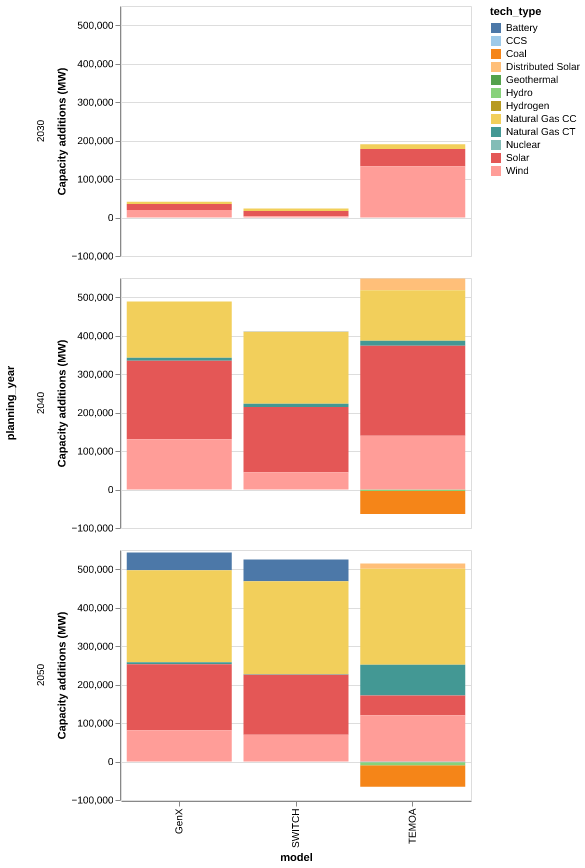 tech_type
Battery
CCS
Coal
Distributed Solar
Geothermal
Hydro
Hydrogen
Natural Gas CC
Natural Gas CT
Nuclear
Solar
Wind
planning_year
2030
Capacity additions (MW)
500,000
400,000
300,000
200,000
100,000
0
−100,000
2040
Capacity additions (MW)
500,000
400,000
300,000
200,000
100,000
0
−100,000
2050
Capacity additions (MW)
500,000
400,000
300,000
200,000
100,000
0
−100,000
GenX
SWITCH
TEMOA
model